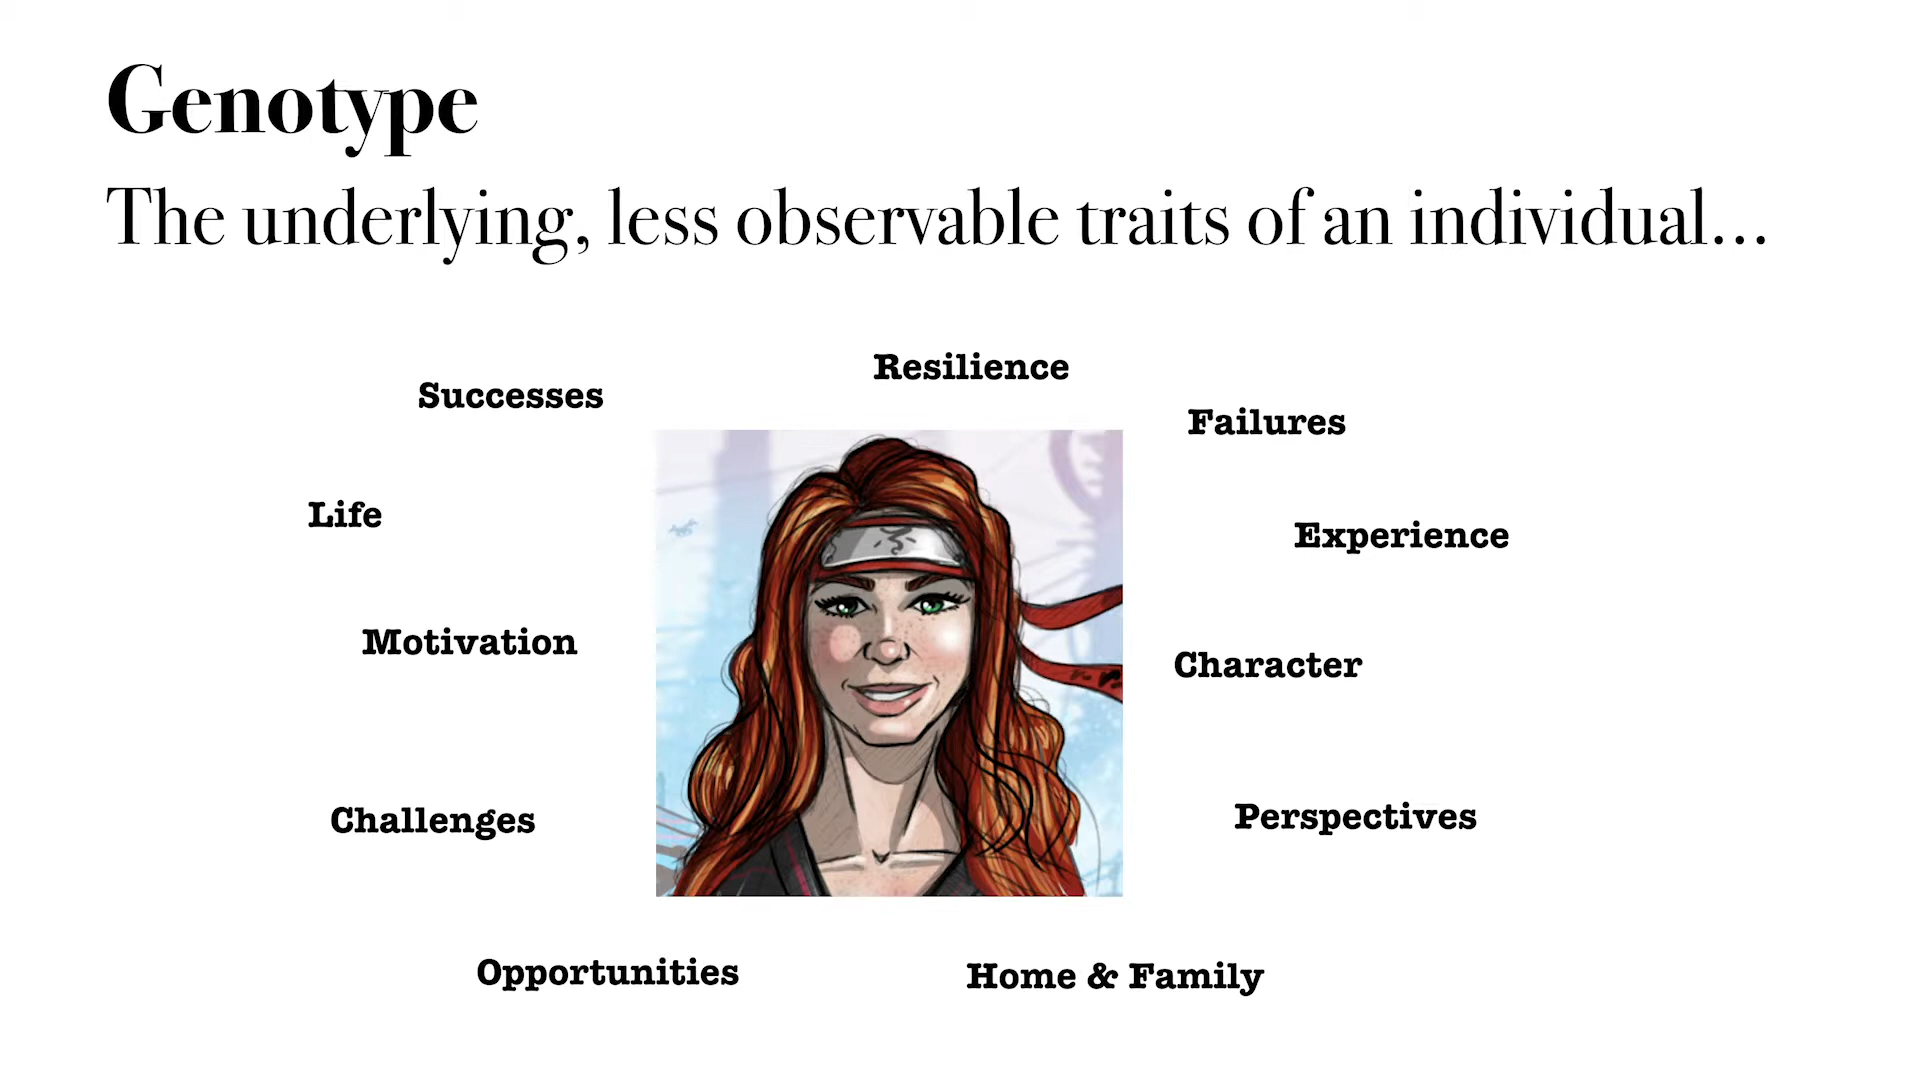 Genotype
The underlying, less observable traits of an individual...
Resilience
Successes
Failures
Life
Experience
Motivation
Character
Challenges
Perspectives
Opportunities
Home & Family